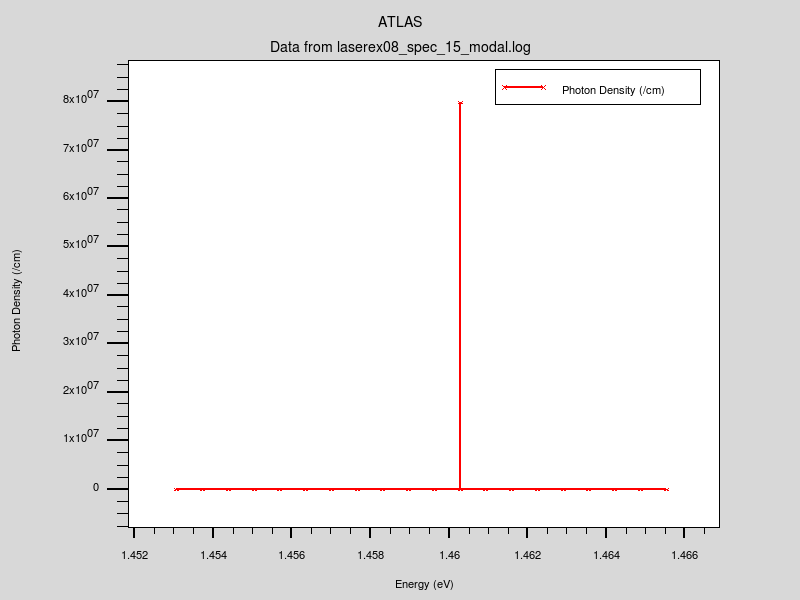 ATLAS
Data from laserex08_spec_15_modal.log
Photon Density (/cm)
8x10^07
7x10^07
6x10^07
5x10^07
4x10^07
3x10^07
2x10^07
1x10^07
0
Photon Density (/cm)
1.452 1.454 1.456 1.458 1.46 1.462 1.464 1.466
Energy (eV)